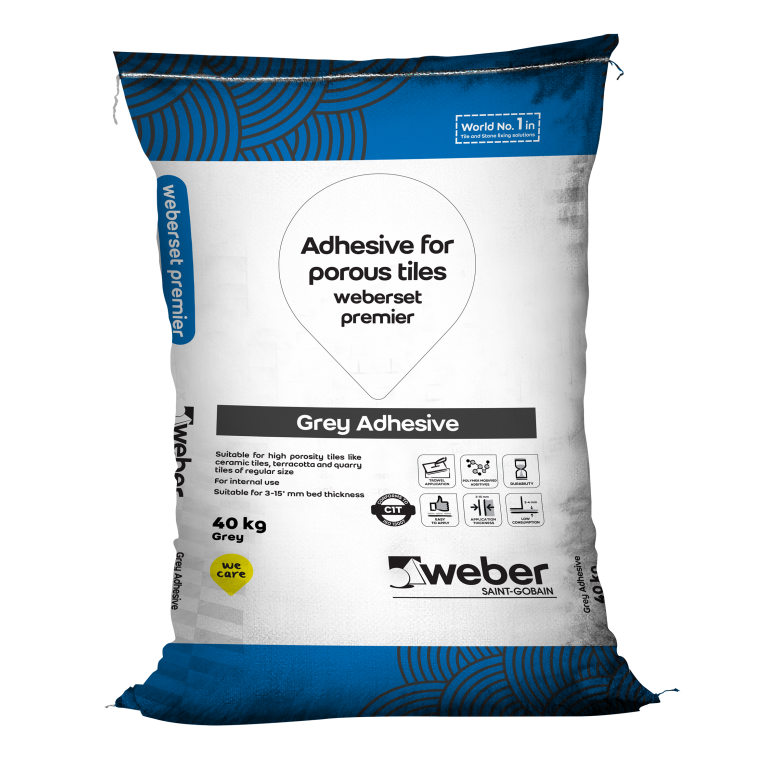 World No. 1 in
Tile and Stone fixing solutions
weberset premier
Adhesive for
porous tiles
weberset
premier
Grey Adhesive
weber
Suitable for high porosity tiles like
ceramic tiles, terracotta and quarry
tiles of regular size
For internal use
Suitable for 3-15* mm bed thickness
TROWEL
APPLICATION
POLYMER MODIFIED
ADDITIVES
DURABILITY
C1T
EASY
TO APPLY
APPLICATION
THICKNESS
LOW
CONSUMPTION
40 kg
Grey
we
care
weber
SAINT-GOBAIN
Grey Adhesive
Grey Adhesive
40 kg